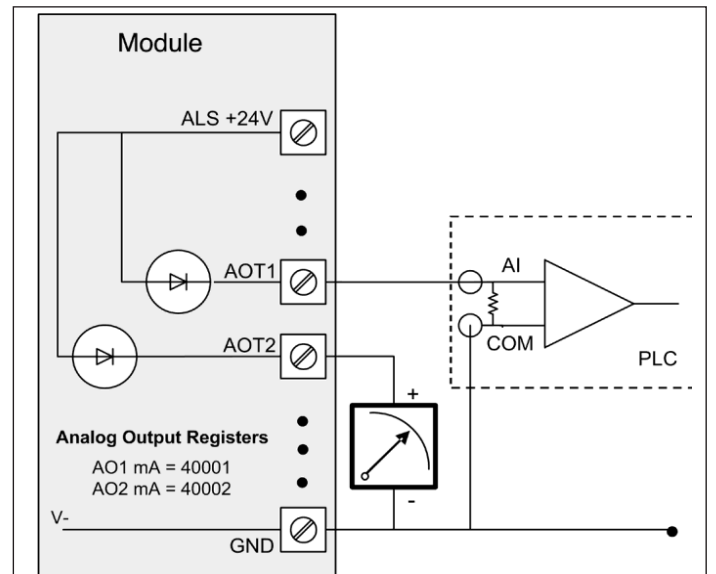 Module
ALS +24V
AOT1
AI
AOT2
COM
PLC
+
Analog Output Registers
AO1 mA = 40001
AO2 mA = 40002
-
V-
GND